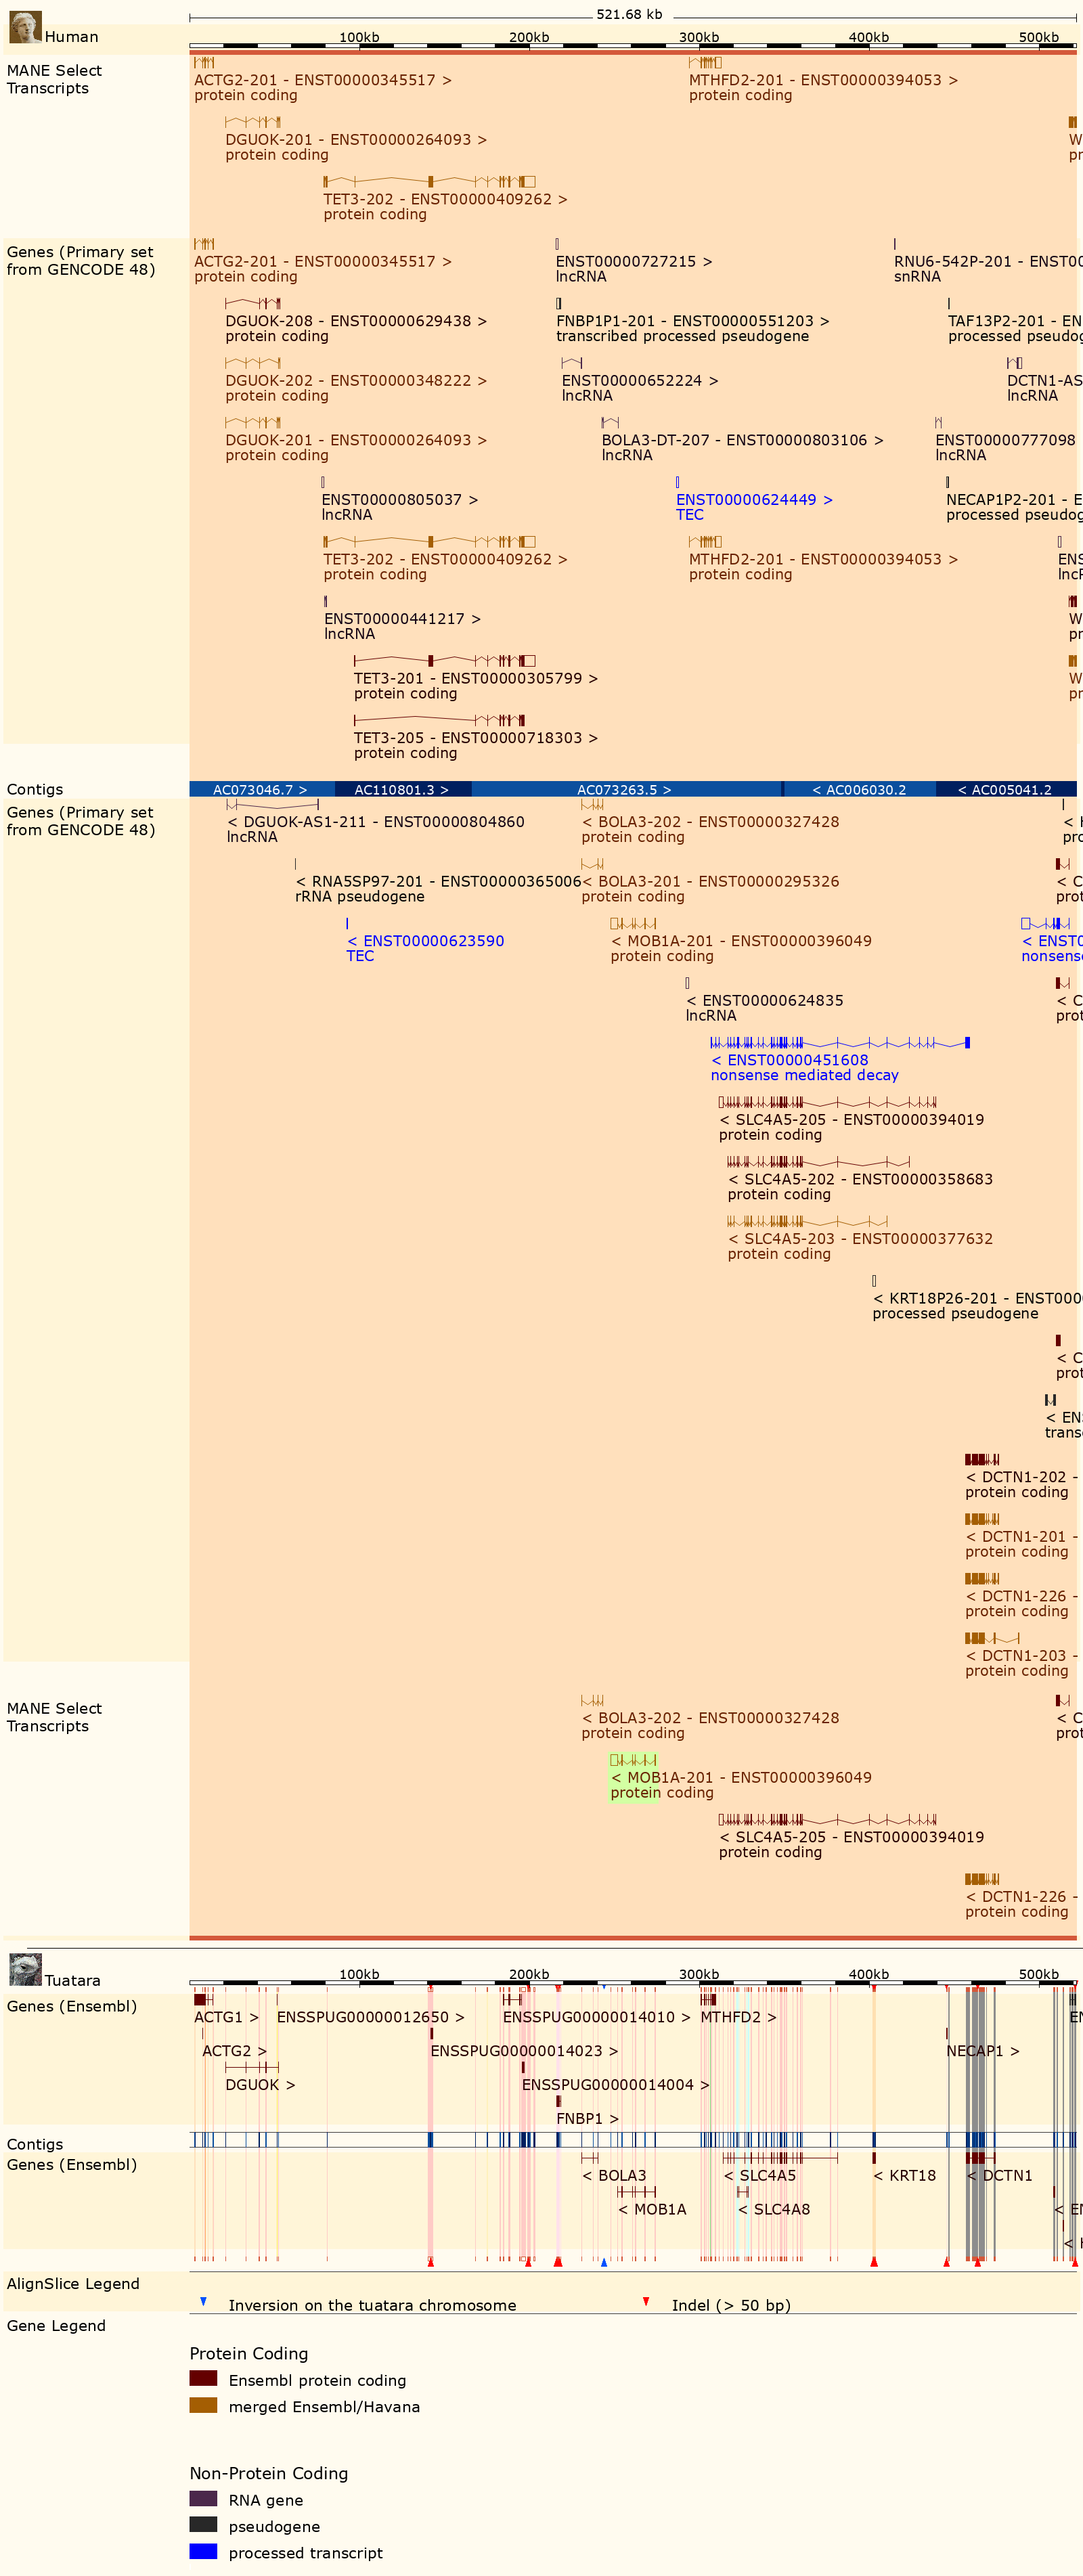 521.68 kb
Human
100kb 200kb 300kb 400kb 500kb
MANE Select
Transcripts
ACTG2-201 - ENST00000345517 > MTHFD2-201 - ENST00000394053 >
protein coding protein coding
DGUOK-201 - ENST00000264093 > W
protein coding pr
TET3-202 - ENST00000409262 >
protein coding
Genes (Primary set
from GENCODE 48)
ACTG2-201 - ENST00000345517 > ENST00000727215 > RNU6-542P-201 - ENST00
protein coding lncRNA snRNA
DGUOK-208 - ENST00000629438 > FNBP1P1-201 - ENST00000551203 > TAF13P2-201 - EN
protein coding transcribed processed pseudogene processed pseudog
DGUOK-202 - ENST00000348222 > ENST00000652224 > DCTN1-AS
protein coding lncRNA lncRNA
DGUOK-201 - ENST00000264093 > BOLA3-DT-207 - ENST00000803106 > ENST00000777098
protein coding lncRNA lncRNA
ENST00000805037 > ENST00000624449 > NECAP1P2-201 - E
lncRNA TEC processed pseudog
TET3-202 - ENST00000409262 > MTHFD2-201 - ENST00000394053 > ENS
protein coding protein coding lncR
ENST00000441217 > W
lncRNA pr
TET3-201 - ENST00000305799 > W
protein coding pr
TET3-205 - ENST00000718303 >
protein coding
Contigs
AC073046.7 > AC110801.3 > AC073263.5 > < AC006030.2 < AC005041.2
Genes (Primary set
from GENCODE 48)
< DGUOK-AS1-211 - ENST00000804860 < BOLA3-202 - ENST00000327428 <
lncRNA protein coding pro
< RNA5SP97-201 - ENST00000365006 < BOLA3-201 - ENST00000295326 < C
rRNA pseudogene protein coding prot
< ENST00000623590 < MOB1A-201 - ENST00000396049 < ENST0
TEC protein coding nonsense
< ENST00000624835 < C
lncRNA prot
< ENST00000451608
nonsense mediated decay
< SLC4A5-205 - ENST00000394019
protein coding
< SLC4A5-202 - ENST00000358683
protein coding
< SLC4A5-203 - ENST00000377632
protein coding
< KRT18P26-201 - ENST000
processed pseudogene
< C
prot
< EN
trans
< DCTN1-202 -
protein coding
< DCTN1-201 -
protein coding
< DCTN1-226 -
protein coding
< DCTN1-203 -
protein coding
MANE Select
Transcripts
< BOLA3-202 - ENST00000327428 < C
protein coding prot
< MOB1A-201 - ENST00000396049
protein coding
< SLC4A5-205 - ENST00000394019
protein coding
< DCTN1-226 -
protein coding
Tuatara
100kb 200kb 300kb 400kb 500kb
Genes (Ensembl)
ACTG1 > ENSSPUG00000012650 > ENSSPUG00000014010 > MTHFD2 > EN
ACTG2 > ENSSPUG00000014023 > NECAP1 >
DGUOK > ENSSPUG00000014004 >
FNBP1 >
Contigs
Genes (Ensembl)
< BOLA3 < SLC4A5 < KRT18 < DCTN1
< MOB1A < SLC4A8 < EN
<
AlignSlice Legend
Inversion on the tuatara chromosome Indel (> 50 bp)
Gene Legend
Protein Coding
Ensembl protein coding
merged Ensembl/Havana
Non-Protein Coding
RNA gene
pseudogene
processed transcript